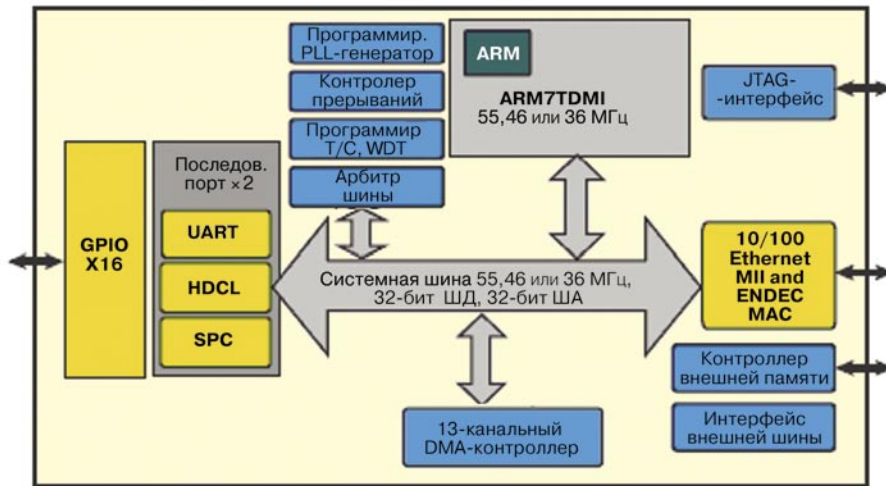 Программир.
PLL-генератор
Контролер
прерываний
Программир
T/C, WDT
Арбитр
шины
ARM
ARM7TDMI
55,46 или 36 МГц
JTAG-
-интерфейс
GPIO
X16
Последов.
порт ×2
UART
HDCL
SPC
Системная шина 55,46 или 36 МГц,
32-бит ШД, 32-бит ША
10/100
Ethernet
MII and
ENDEC
MAC
Контроллер
внешней памяти
Интерфейс
внешней шины
13-канальный
DMA-контроллер